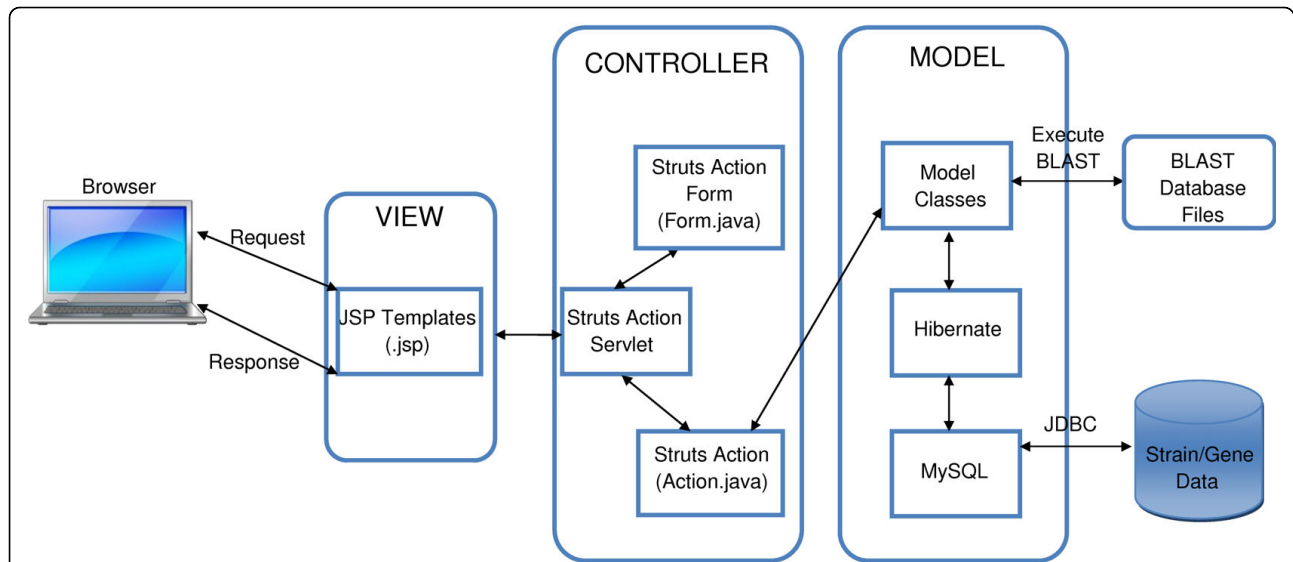 Browser
Request
Response
VIEW
JSP Templates
(.jsp)
CONTROLLER
Struts Action
Form
(Form.java)
Struts Action
Servlet
Struts Action
(Action.java)
MODEL
Model
Classes
Hibernate
MySQL
Execute
BLAST
BLAST
Database
Files
JDBC
Strain/Gene
Data